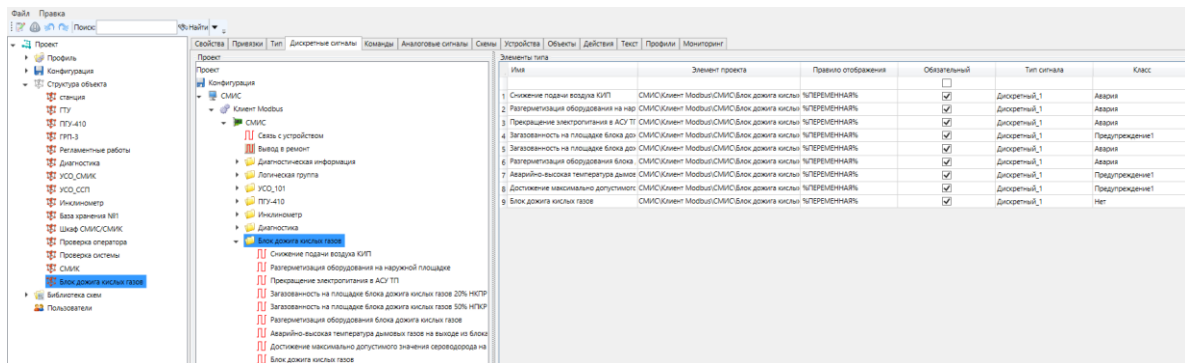 Файл Правка
Поиск: Найти
Проект
Профиль
Конфигурация
Структура объекта
станция
ГТУ
ПГУ-410
ГРП-3
Регламентные работы
Диагностика
УСО_СМИК
УСО_ССП
Инклинометр
База хранения NII1
Шкаф СМИС/СМИК
Проверка оператора
Проверка системы
СМИК
Блок дожига кислых газов
Библиотека схем
Пользователи
Свойства Привязки Тип Дискретные сигналы Команды Аналоговые сигналы Схемы Устройства Объекты Действия Текст Профили Мониторинг
Проект
Проект
Конфигурация
СМИС
Клиент Modbus
СМИС
Связь с устройством
Вывод в ремонт
Диагностическая информация
Логическая группа
УСО_101
ПГУ-410
Инклинометр
Диагностика
Блок дожига кислых газов
Снижение подачи воздуха КИП
Разгерметизация оборудования на наружной площадке
Прекращение электропитания в АСУ ТП
Загазованность на площадке блока дожига кислых газов 20% НКПР
Загазованность на площадке блока дожига кислых газов 50% НПКР
Разгерметизация оборудования блока дожига кислых газов
Аварийно-высокая температура дымовых газов на выходе из блока
Достижение максимально допустимого значения сероводорода на
Блок дожига кислых газов
Элементы типа
Имя Элемент проекта Правило отображения Обязательный Тип сигнала Класс
1 Снижение подачи воздуха КИП СМИС\Клиент Modbus\СМИС\Блок дожига кислых %ПЕРЕМЕННАЯ% Дискретный_1 Авария
2 Разгерметизация оборудования на нар СМИС\Клиент Modbus\СМИС\Блок дожига кислых %ПЕРЕМЕННАЯ% Дискретный_1 Авария
3 Прекращение электропитания в АСУ ТП СМИС\Клиент Modbus\СМИС\Блок дожига кислых %ПЕРЕМЕННАЯ% Дискретный_1 Авария
4 Загазованность на площадке блока дож СМИС\Клиент Modbus\СМИС\Блок дожига кислых %ПЕРЕМЕННАЯ% Дискретный_1 Предупреждение1
5 Загазованность на площадке блока дож СМИС\Клиент Modbus\СМИС\Блок дожига кислых %ПЕРЕМЕННАЯ% Дискретный_1 Авария
6 Разгерметизация оборудования блока СМИС\Клиент Modbus\СМИС\Блок дожига кислых %ПЕРЕМЕННАЯ% Дискретный_1 Авария
7 Аварийно-высокая температура дымов СМИС\Клиент Modbus\СМИС\Блок дожига кислых %ПЕРЕМЕННАЯ% Дискретный_1 Предупреждение1
8 Достижение максимально допустимого СМИС\Клиент Modbus\СМИС\Блок дожига кислых %ПЕРЕМЕННАЯ% Дискретный_1 Предупреждение1
9 Блок дожига кислых газов СМИС\Клиент Modbus\СМИС\Блок дожига кислых %ПЕРЕМЕННАЯ% Дискретный_1 Нет